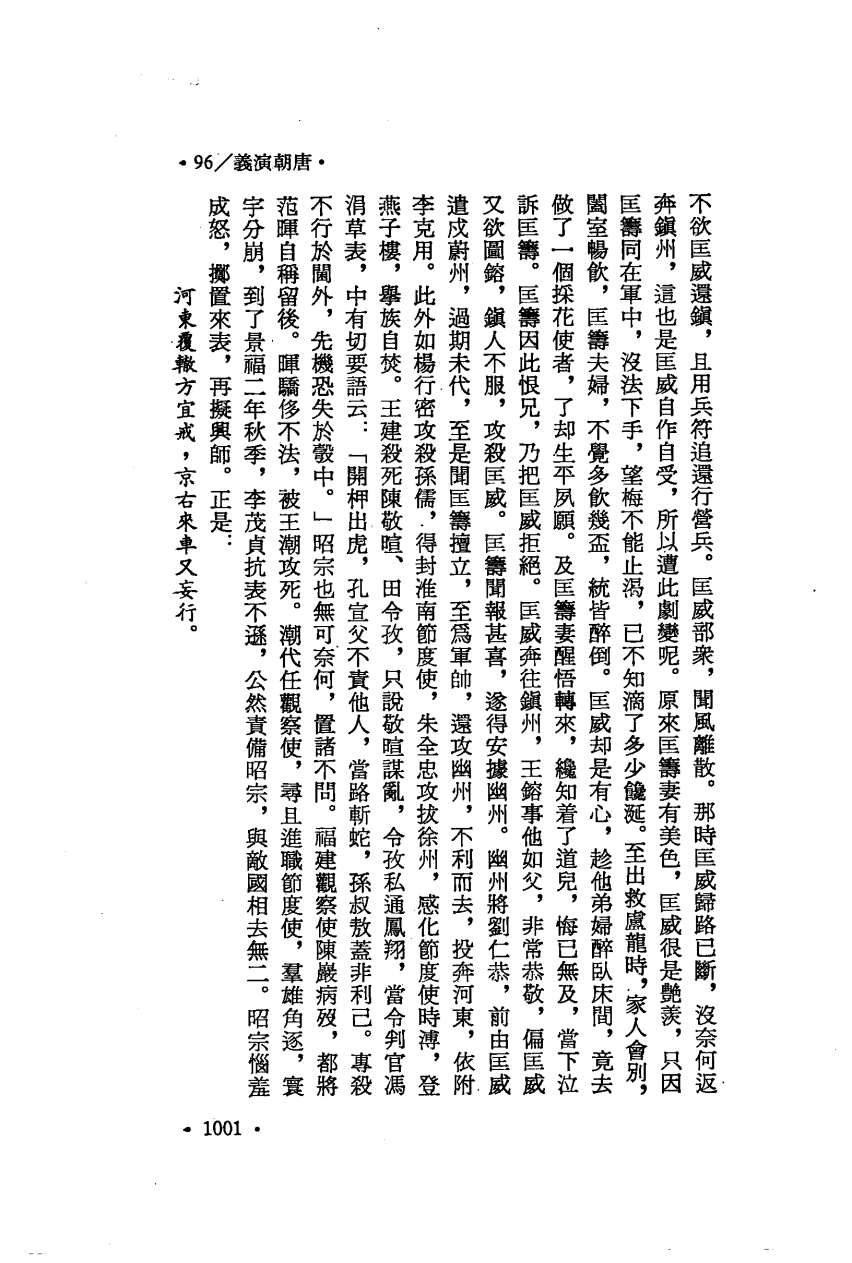 •唐朝演義／96•
不欲匡威還鎮，且用兵符追還行營兵。匡威部衆，聞風離散。那時匡威歸路已斷，沒奈何返
奔鎮州，這也是匡威自作自受，所以遭此劇變呢。原來匡籌妻有美色，匡威很是艷羨，只因
匡籌同在軍中，沒法下手，望梅不能止渴，已不知滴了多少饞涎。至出救盧龍時，家人會別，
闔室暢飲，匡籌夫婦，不覺多飲幾盃，統皆醉倒。匡威却是有心，趁他弟婦醉臥床間，竟去
做了一個採花使者，了却生平夙願。及匡籌妻醒悟轉來，纔知着了道兒，悔已無及，當下泣
訴匡籌。匡籌因此恨兄，乃把匡威拒絕。匡威奔往鎮州，王鎔事他如父，非常恭敬，偏匡威
又欲圖鎔，鎮人不服，攻殺匡威。匡籌聞報甚喜，遂得安據幽州。幽州將劉仁恭，前由匡威
遣戍蔚州，過期未代，至是聞匡籌擅立，至爲軍帥，還攻幽州，不利而去，投奔河東，依附
李克用。此外如楊行密攻殺孫儒，得封淮南節度使，朱全忠攻拔徐州，感化節度使時溥，登
燕子樓，舉族自焚。王建殺死陳敬暄、田令孜，只說敬暄謀亂，令孜私通鳳翔，當令判官馮
涓草表，中有切要語云：「開柙出虎，孔宣父不責他人，當路斬蛇，孫叔敖蓋非利己。專殺
不行於閫外，先機恐失於彀中。」昭宗也無可奈何，置諸不問。福建觀察使陳巖病歿，都將
范暉自稱留後。暉驕侈不法，被王潮攻死。潮代任觀察使，尋且進職節度使，羣雄角逐，寰
宇分崩，到了景福二年秋季，李茂貞抗表不遜，公然責備昭宗，與敵國相去無二。昭宗惱羞
成怒，擲置來表，再擬興師。正是：
河東覆轍方宜戒，京右來車又妄行。
•1001•